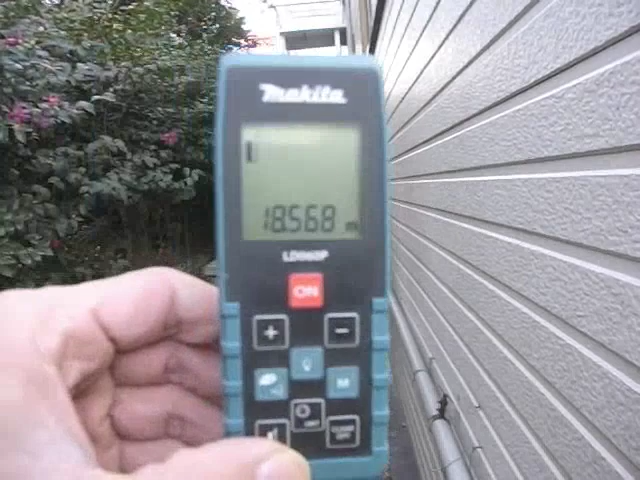 Makita
18.568 m
LD060P
ON
+ −
M